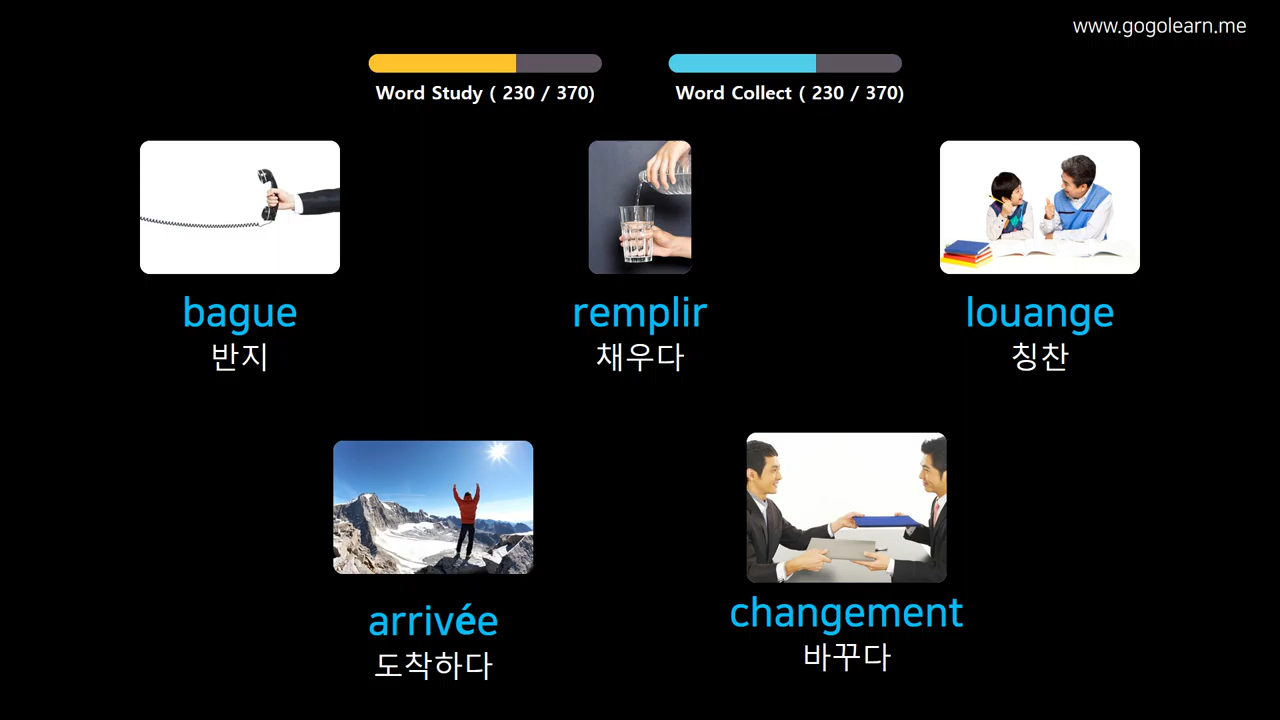 www.gogolearn.me
Word Study ( 230 / 370)
Word Collect ( 230 / 370)
bague
반지
remplir
채우다
louange
칭찬
arrivée
도착하다
changement
바꾸다